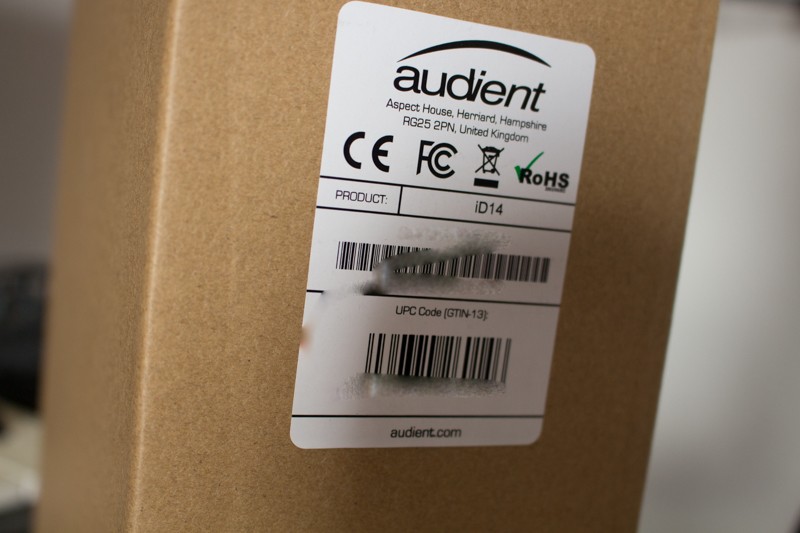 audient
Aspect House, Herriard, Hampshire
RG25 2PN, United Kingdom
CE FC RoHS
PRODUCT: iD14
UPC Code (GTIN-13):
audient.com